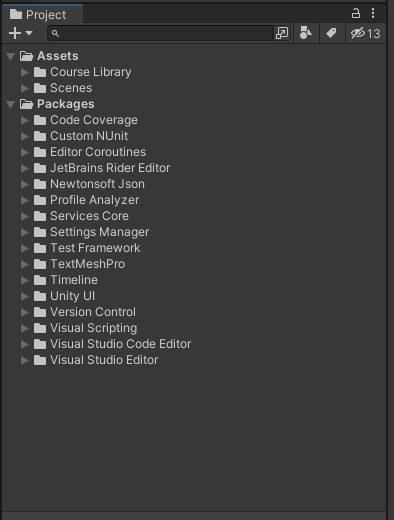 Project
13
Assets
Course Library
Scenes
Packages
Code Coverage
Custom NUnit
Editor Coroutines
JetBrains Rider Editor
Newtonsoft Json
Profile Analyzer
Services Core
Settings Manager
Test Framework
TextMeshPro
Timeline
Unity UI
Version Control
Visual Scripting
Visual Studio Code Editor
Visual Studio Editor